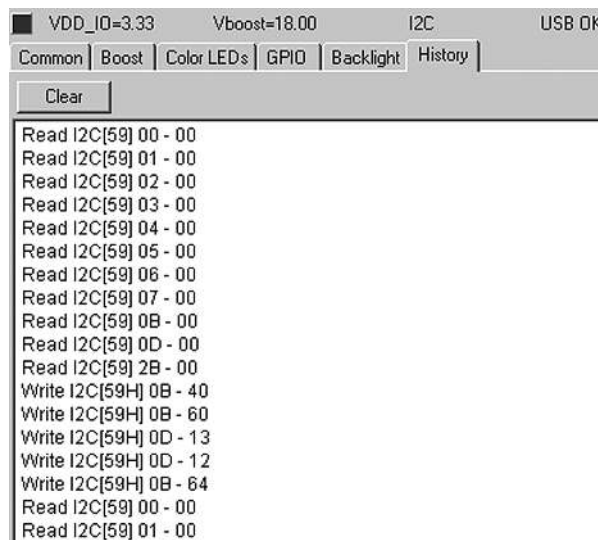 VDD_IO=3.33 Vboost=18.00 I2C USB OK
Common Boost Color LEDs GPIO Backlight History
Clear
Read I2C[59] 00 - 00
Read I2C[59] 01 - 00
Read I2C[59] 02 - 00
Read I2C[59] 03 - 00
Read I2C[59] 04 - 00
Read I2C[59] 05 - 00
Read I2C[59] 06 - 00
Read I2C[59] 07 - 00
Read I2C[59] 0B - 00
Read I2C[59] 0D - 00
Read I2C[59] 2B - 00
Write I2C[59H] 0B - 40
Write I2C[59H] 0B - 60
Write I2C[59H] 0D - 13
Write I2C[59H] 0D - 12
Write I2C[59H] 0B - 64
Read I2C[59] 00 - 00
Read I2C[59] 01 - 00